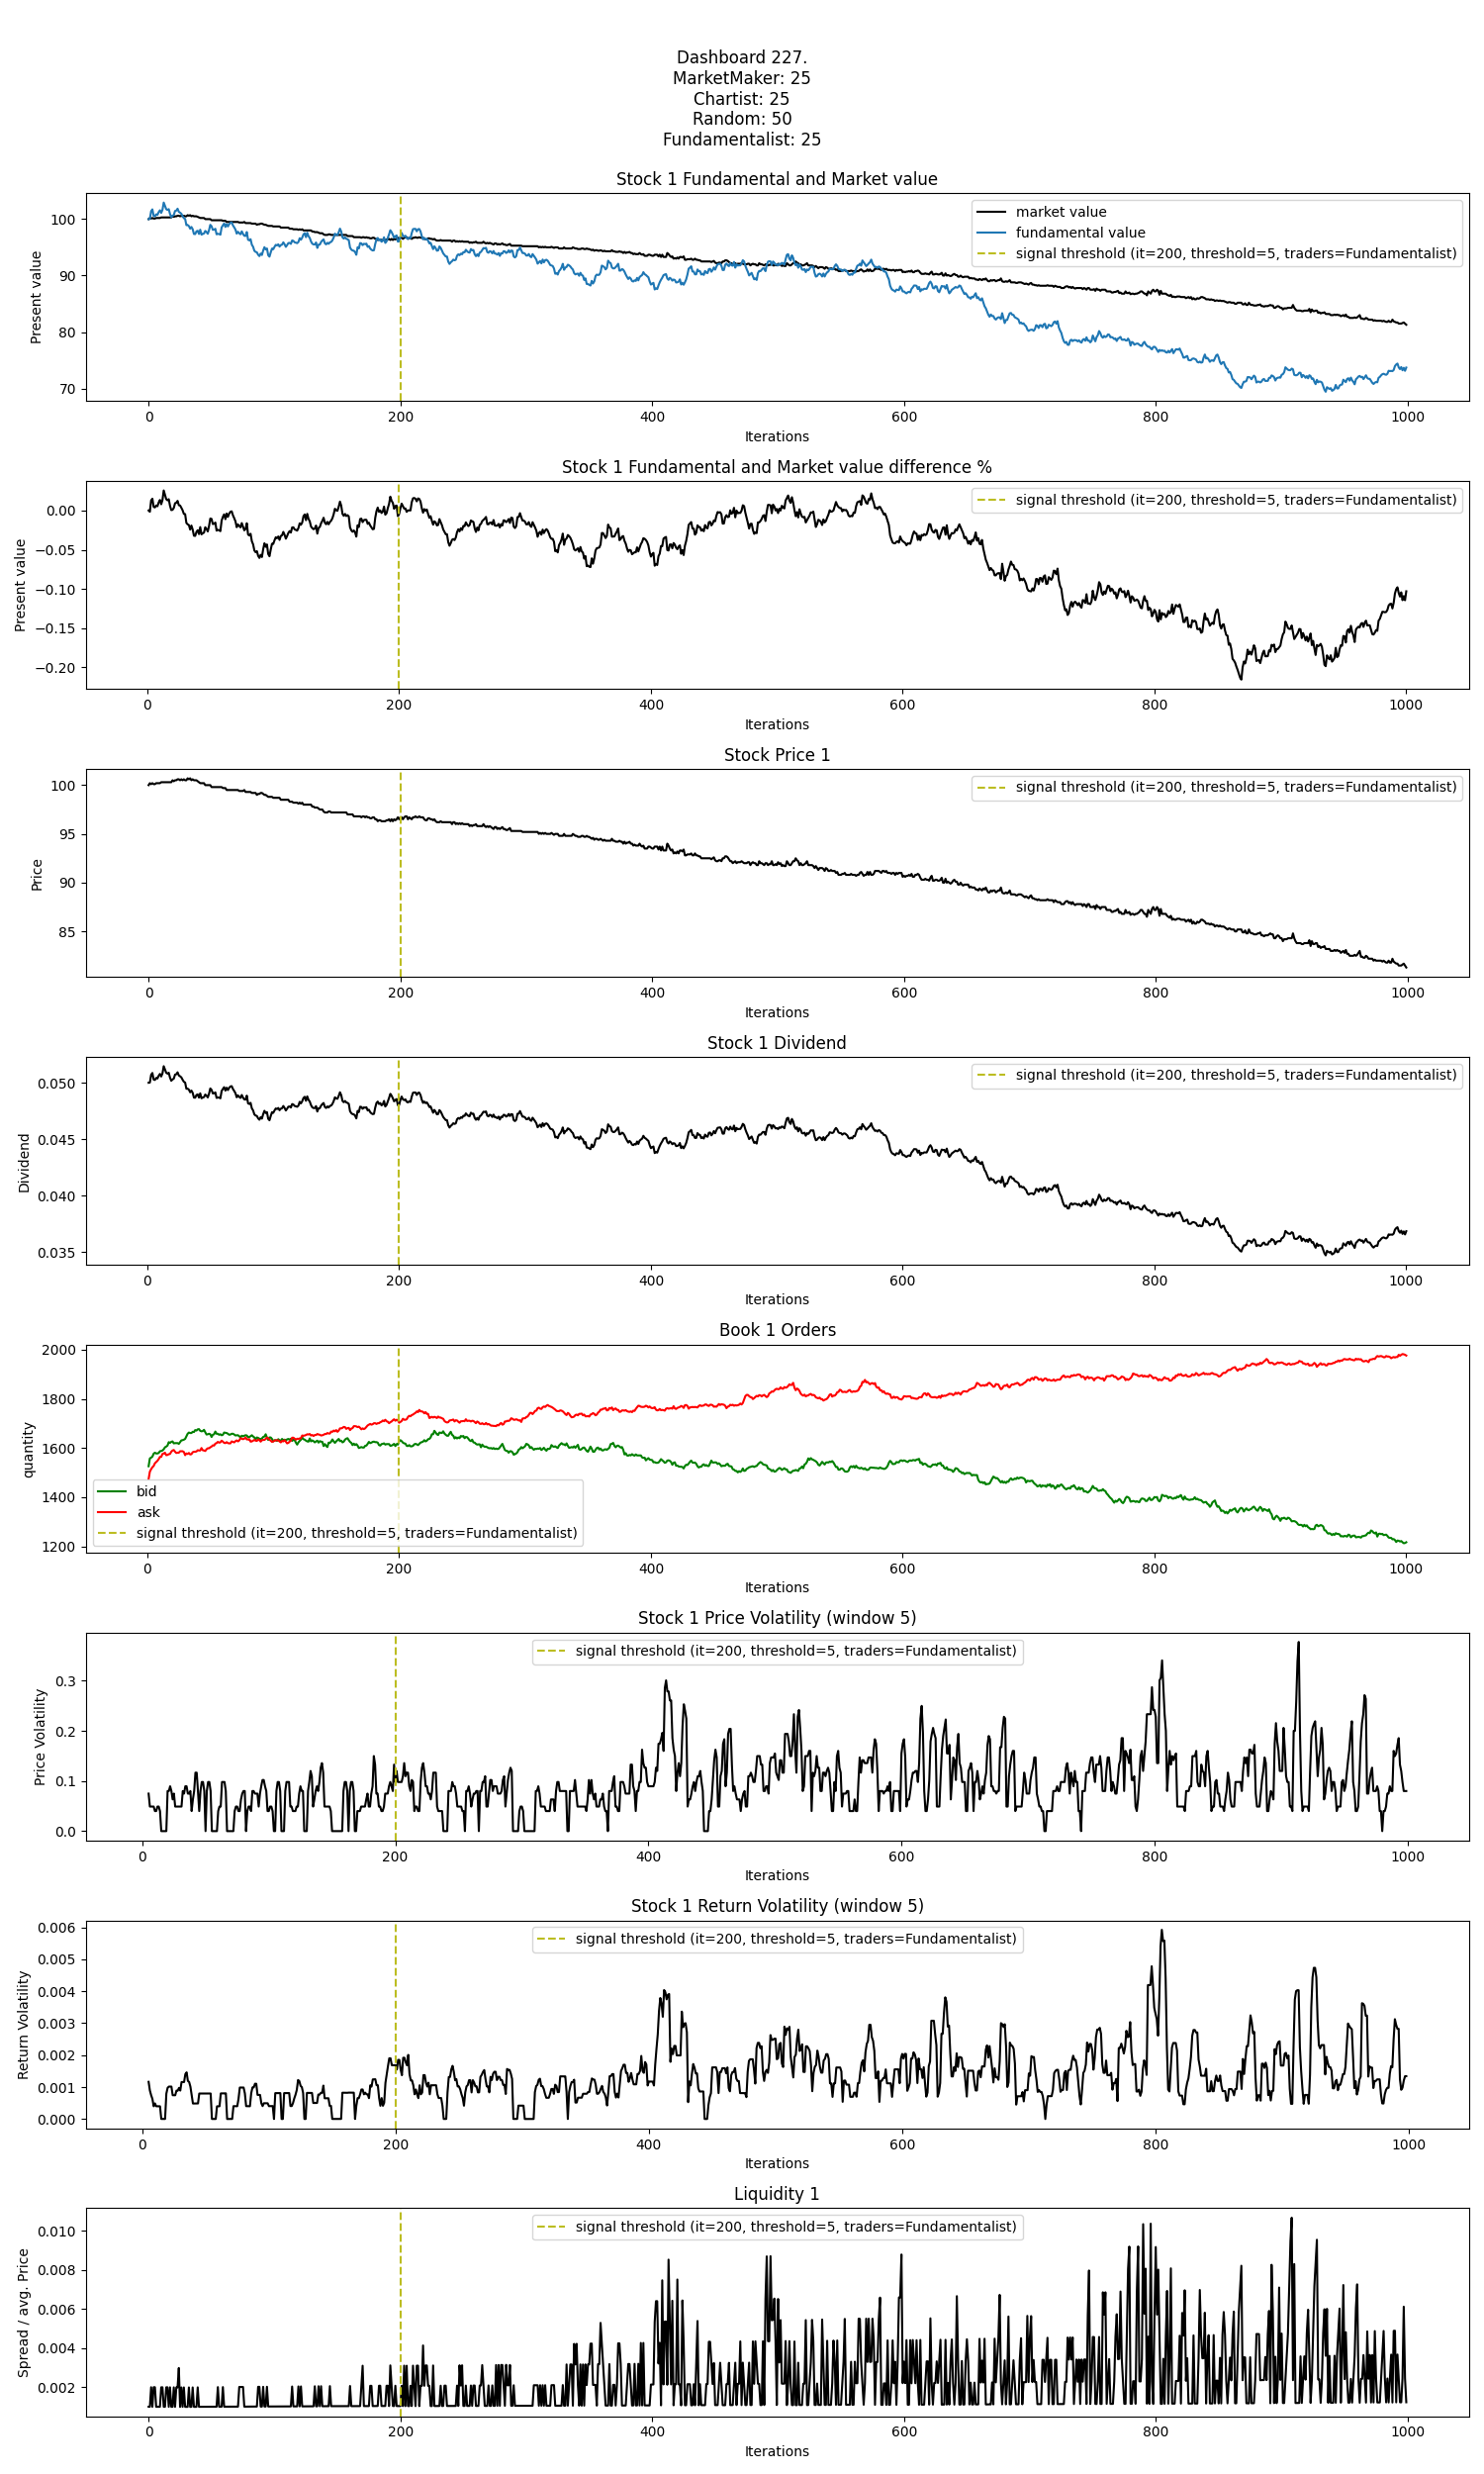 Dashboard 227.
MarketMaker: 25
Chartist: 25
Random: 50
Fundamentalist: 25
Stock 1 Fundamental and Market value
market value
fundamental value
signal threshold (it=200, threshold=5, traders=Fundamentalist)
Present value
100
90
80
70
0 200 400 600 800 1000
Iterations
Stock 1 Fundamental and Market value difference %
signal threshold (it=200, threshold=5, traders=Fundamentalist)
Present value
0.00
−0.05
−0.10
−0.15
−0.20
0 200 400 600 800 1000
Iterations
Stock Price 1
signal threshold (it=200, threshold=5, traders=Fundamentalist)
Price
100
95
90
85
0 200 400 600 800 1000
Iterations
Stock 1 Dividend
signal threshold (it=200, threshold=5, traders=Fundamentalist)
Dividend
0.050
0.045
0.040
0.035
0 200 400 600 800 1000
Iterations
Book 1 Orders
quantity
2000
1800
1600
1400
1200
bid
ask
signal threshold (it=200, threshold=5, traders=Fundamentalist)
0 200 400 600 800 1000
Iterations
Stock 1 Price Volatility (window 5)
signal threshold (it=200, threshold=5, traders=Fundamentalist)
Price Volatility
0.3
0.2
0.1
0.0
0 200 400 600 800 1000
Iterations
Stock 1 Return Volatility (window 5)
signal threshold (it=200, threshold=5, traders=Fundamentalist)
Return Volatility
0.006
0.005
0.004
0.003
0.002
0.001
0.000
0 200 400 600 800 1000
Iterations
Liquidity 1
signal threshold (it=200, threshold=5, traders=Fundamentalist)
Spread / avg. Price
0.010
0.008
0.006
0.004
0.002
0 200 400 600 800 1000
Iterations